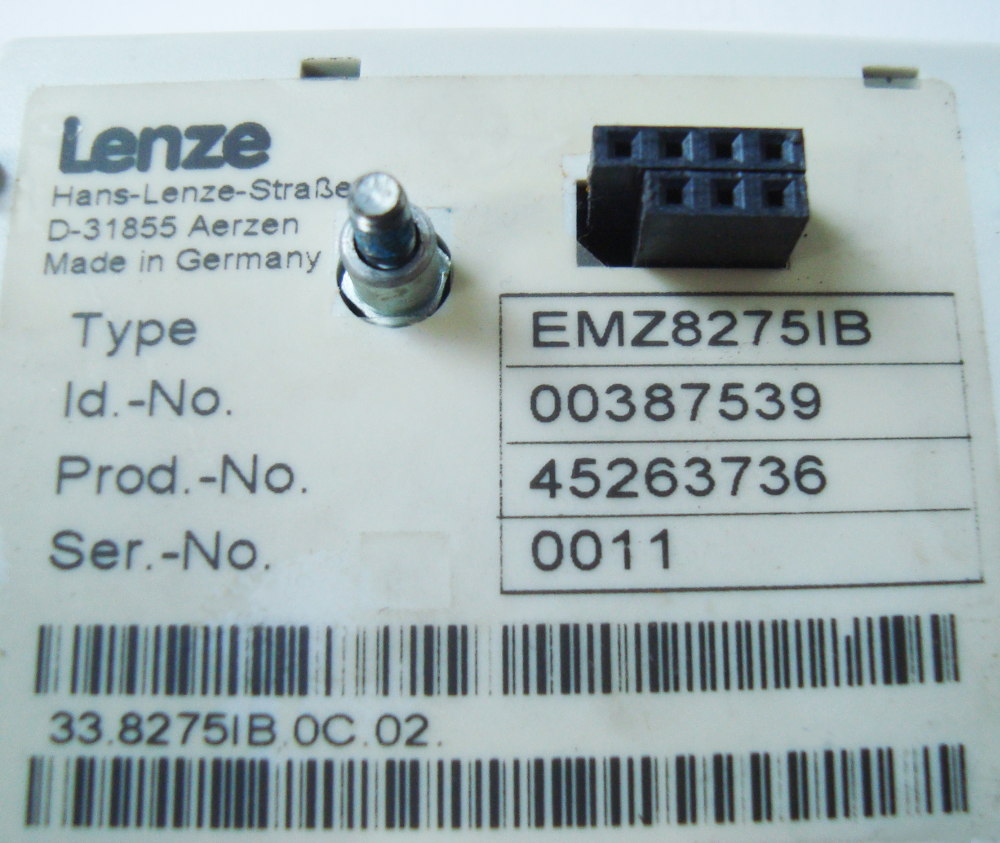 Lenze
Hans-Lenze-Straße
D-31855 Aerzen
Made in Germany
Type EMZ8275IB
Id.-No. 00387539
Prod.-No. 45263736
Ser.-No. 0011
33.8275IB.0C.02.